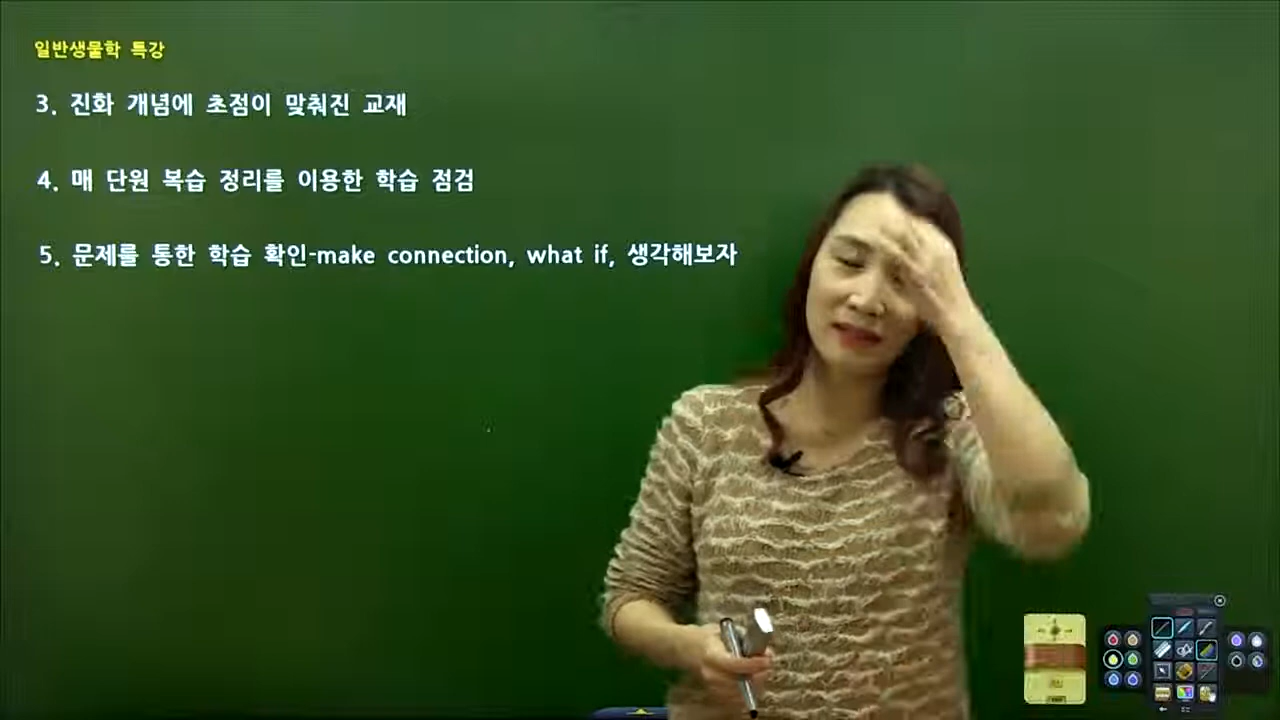 일반생물학 특강
3. 진화 개념에 초점이 맞춰진 교재
4. 매 단원 복습 정리를 이용한 학습 점검
5. 문제를 통한 학습 확인-make connection, what if, 생각해보자